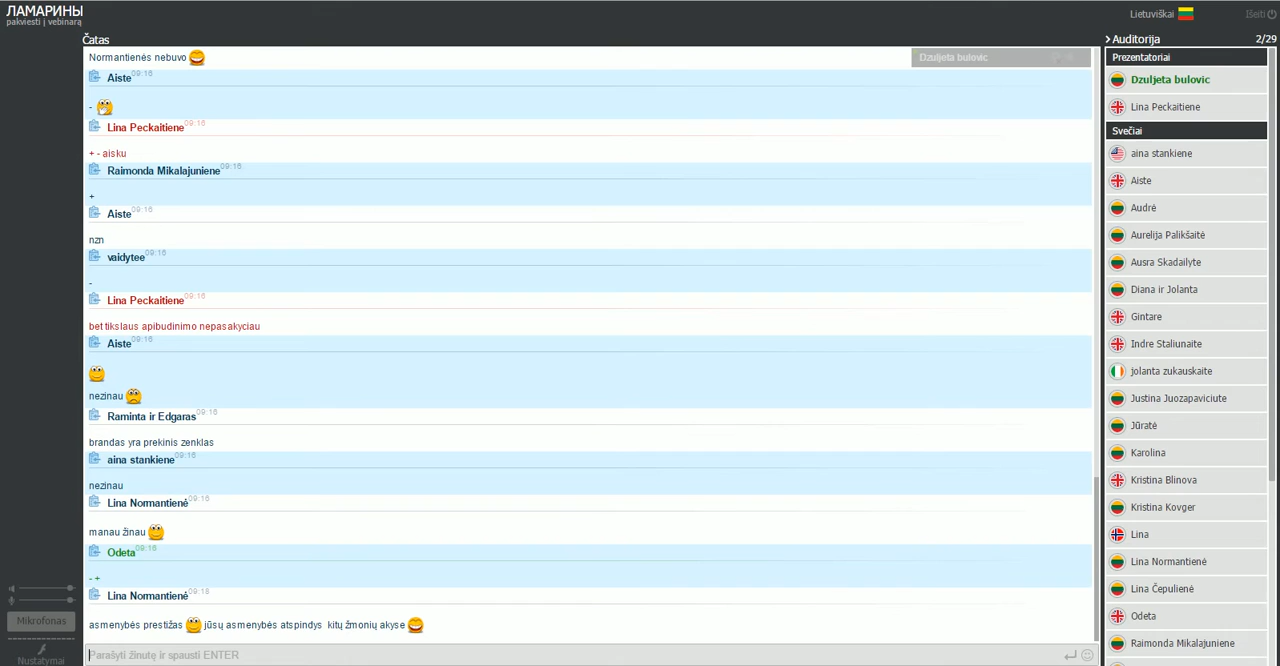 ЛАМАРИНЫ
pakviesti į vebinarą
Lietuviškai
Išeiti
Čatas
Auditorija 2/29
Normantienės nebuvo
Dzuljeta bulovic
Aiste 09:16
-
Lina Peckaitiene 09:16
+ - aisku
Raimonda Mikalajuniene 09:16
+
Aiste 09:16
nzn
vaidytee 09:16
-
Lina Peckaitiene 09:16
bet tikslaus apibudinimo nepasakyciau
Aiste 09:16
nezinau
Raminta ir Edgaras 09:16
brandas yra prekinis zenklas
aina stankiene 09:16
nezinau
Lina Normantienė 09:16
manau žinau
Odeta 09:16
- +
Lina Normantienė 09:18
asmenybės prestižas jūsų asmenybės atspindys kitų žmonių akyse
Parašyti žinutę ir spausti ENTER
Mikrofonas
Nustatymai
Prezentatoriai
Dzuljeta bulovic
Lina Peckaitiene
Svečiai
aina stankiene
Aiste
Audrė
Aurelija Palikšaitė
Ausra Skadailyte
Diana ir Jolanta
Gintare
Indre Staliunaite
jolanta zukauskaite
Justina Juozapaviciute
Jūratė
Karolina
Kristina Blinova
Kristina Kovger
Lina
Lina Normantienė
Lina Čepulienė
Odeta
Raimonda Mikalajuniene